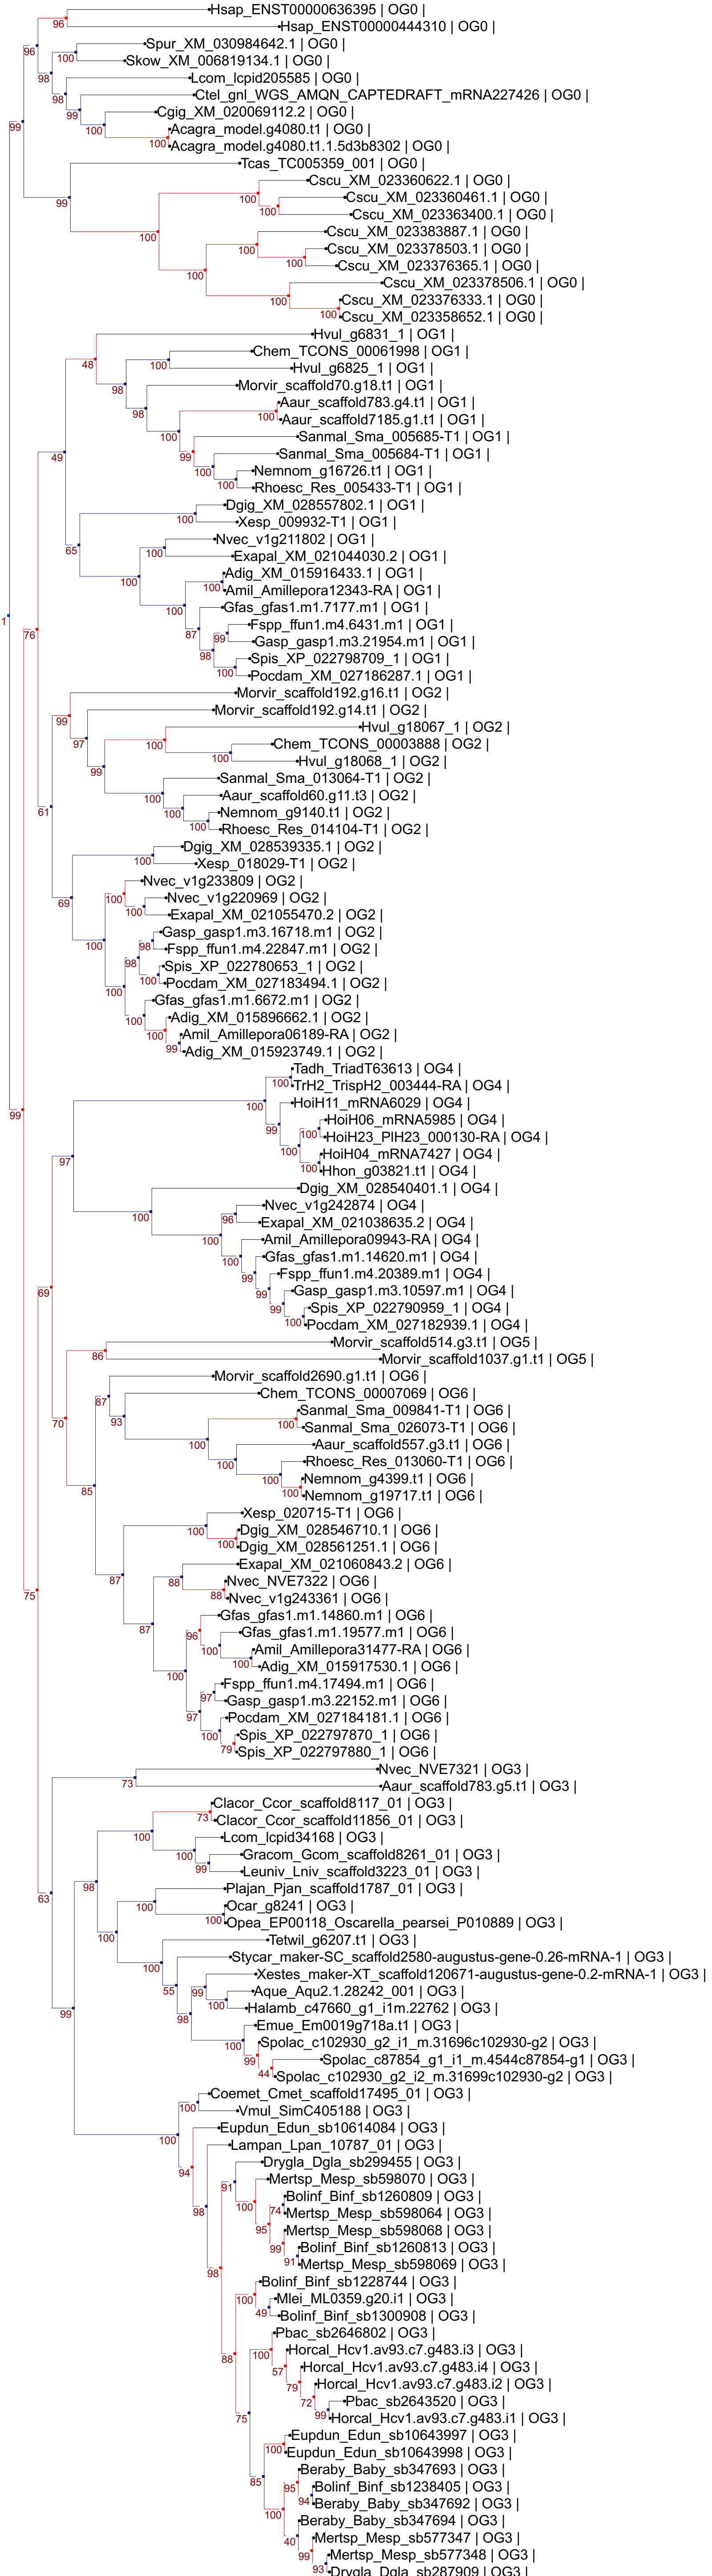 Hsap_ENST00000636395 | OG0 |
96
Hsap_ENST00000444310 | OG0 |
96
Spur_XM_030984642.1 | OG0 |
100
Skow_XM_006819134.1 | OG0 |
98
Lcom_lcpid205585 | OG0 |
98
Ctel_gnl_WGS_AMQN_CAPTEDRAFT_mRNA227426 | OG0 |
99
Cgig_XM_020069112.2 | OG0 |
100
Acagra_model.g4080.t1 | OG0 |
99
100
Acagra_model.g4080.t1.1.5d3b8302 | OG0 |
Tcas_TC005359_001 | OG0 |
Cscu_XM_023360622.1 | OG0 |
99
100
Cscu_XM_023360461.1 | OG0 |
100
Cscu_XM_023363400.1 | OG0 |
100
Cscu_XM_023383887.1 | OG0 |
100
Cscu_XM_023378503.1 | OG0 |
100
Cscu_XM_023376365.1 | OG0 |
100
Cscu_XM_023378506.1 | OG0 |
100
Cscu_XM_023376333.1 | OG0 |
100
Cscu_XM_023358652.1 | OG0 |
Hvul_g6831_1 | OG1 |
Chem_TCONS_00061998 | OG1 |
48
100
Hvul_g6825_1 | OG1 |
98
Morvir_scaffold70.g18.t1 | OG1 |
Aaur_scaffold783.g4.t1 | OG1 |
98
100
Aaur_scaffold7185.g1.t1 | OG1 |
100
Sanmal_Sma_005685-T1 | OG1 |
49
99
Sanmal_Sma_005684-T1 | OG1 |
100
Nemnom_g16726.t1 | OG1 |
100
Rhoesc_Res_005433-T1 | OG1 |
Dgig_XM_028557802.1 | OG1 |
100
Xesp_009932-T1 | OG1 |
65
Nvec_v1g211802 | OG1 |
100
Exapal_XM_021044030.2 | OG1 |
100
Adig_XM_015916433.1 | OG1 |
100
Amil_Amillepora12343-RA | OG1 |
100
Gfas_gfas1.m1.7177.m1 | OG1 |
1
87
Fspp_ffun1.m4.6431.m1 | OG1 |
76
99
Gasp_gasp1.m3.21954.m1 | OG1 |
98
Spis_XP_022798709_1 | OG1 |
100
Pocdam_XM_027186287.1 | OG1 |
Morvir_scaffold192.g16.t1 | OG2 |
99
Morvir_scaffold192.g14.t1 | OG2 |
97
Hvul_g18067_1 | OG2 |
100
Chem_TCONS_00003888 | OG2 |
99
100
Hvul_g18068_1 | OG2 |
Sanmal_Sma_013064-T1 | OG2 |
100
Aaur_scaffold60.g11.t3 | OG2 |
61
100
Nemnom_g9140.t1 | OG2 |
100
Rhoesc_Res_014104-T1 | OG2 |
Dgig_XM_028539335.1 | OG2 |
100
Xesp_018029-T1 | OG2 |
Nvec_v1g233809 | OG2 |
69
100
Nvec_v1g220969 | OG2 |
100
Exapal_XM_021055470.2 | OG2 |
Gasp_gasp1.m3.16718.m1 | OG2 |
100
98
Fspp_ffun1.m4.22847.m1 | OG2 |
98
Spis_XP_022780653_1 | OG2 |
100
Pocdam_XM_027183494.1 | OG2 |
100
Gfas_gfas1.m1.6672.m1 | OG2 |
100
Adig_XM_015896662.1 | OG2 |
100
Amil_Amillepora06189-RA | OG2 |
99
Adig_XM_015923749.1 | OG2 |
Tadh_TriadT63613 | OG4 |
100
TrH2_TrispH2_003444-RA | OG4 |
100
HoiH11_mRNA6029 | OG4 |
99
99
HoiH06_mRNA5985 | OG4 |
100
HoiH23_PIH23_000130-RA | OG4 |
100
HoiH04_mRNA7427 | OG4 |
97
100
Hhon_g03821.t1 | OG4 |
Dgig_XM_028540401.1 | OG4 |
Nvec_v1g242874 | OG4 |
100
96
Exapal_XM_021038635.2 | OG4 |
100
Amil_Amillepora09943-RA | OG4 |
99
Gfas_gfas1.m1.14620.m1 | OG4 |
99
Fspp_ffun1.m4.20389.m1 | OG4 |
69
99
Gasp_gasp1.m3.10597.m1 | OG4 |
99
Spis_XP_022790959_1 | OG4 |
100
Pocdam_XM_027182939.1 | OG4 |
Morvir_scaffold514.g3.t1 | OG5 |
86
Morvir_scaffold1037.g1.t1 | OG5 |
Morvir_scaffold2690.g1.t1 | OG6 |
87
Chem_TCONS_00007069 | OG6 |
70
93
Sanmal_Sma_009841-T1 | OG6 |
100
Sanmal_Sma_026073-T1 | OG6 |
100
Aaur_scaffold557.g3.t1 | OG6 |
100
Rhoesc_Res_013060-T1 | OG6 |
85
100
Nemnom_g4399.t1 | OG6 |
100
Nemnom_g19717.t1 | OG6 |
Xesp_020715-T1 | OG6 |
100
Dgig_XM_028546710.1 | OG6 |
100
Dgig_XM_028561251.1 | OG6 |
87
Exapal_XM_021060843.2 | OG6 |
88
Nvec_NVE7322 | OG6 |
75
88
Nvec_v1g243361 | OG6 |
Gfas_gfas1.m1.14860.m1 | OG6 |
87
96
Gfas_gfas1.m1.19577.m1 | OG6 |
100
Amil_Amillepora31477-RA | OG6 |
100
Adig_XM_015917530.1 | OG6 |
100
Fspp_ffun1.m4.17494.m1 | OG6 |
97
Gasp_gasp1.m3.22152.m1 | OG6 |
97
Pocdam_XM_027184181.1 | OG6 |
100
Spis_XP_022797870_1 | OG6 |
79
Spis_XP_022797880_1 | OG6 |
Nvec_NVE7321 | OG3 |
73
Aaur_scaffold783.g5.t1 | OG3 |
Clacor_Ccor_scaffold8117_01 | OG3 |
73
Clacor_Ccor_scaffold11856_01 | OG3 |
100
Lcom_lcpid34168 | OG3 |
Gracom_Gcom_scaffold8261_01 | OG3 |
99
Leuniv_Lniv_scaffold3223_01 | OG3 |
98
Plajan_Pjan_scaffold1787_01 | OG3 |
63
100
Ocar_g8241 | OG3 |
100
Opea_EP00118_Oscarella_pearsei_P010889 | OG3 |
100
Tetwil_g6207.t1 | OG3 |
Stycar_maker-SC_scaffold2580-augustus-gene-0.26-mRNA-1 | OG3 |
100
Xestes_maker-XT_scaffold120671-augustus-gene-0.2-mRNA-1 | OG3 |
55
99
Aque_Aqu2.1.28242_001 | OG3 |
100
Halamb_c47660_g1_i1m.22762 | OG3 |
99
98
Emue_Em0019g718a.t1 | OG3 |
100
Spolac_c102930_g2_i1_m.31696c102930-g2 | OG3 |
99
Spolac_c87854_g1_i1_m.4544c87854-g1 | OG3 |
44
Spolac_c102930_g2_i2_m.31699c102930-g2 | OG3 |
Coemet_Cmet_scaffold17495_01 | OG3 |
100
Vmul_SimC405188 | OG3 |
100
Eupdun_Edun_sb10614084 | OG3 |
Lampan_Lpan_10787_01 | OG3 |
94
Drygla_Dgla_sb299455 | OG3 |
91
Mertsp_Mesp_sb598070 | OG3 |
98
100
Bolinf_Binf_sb1260809 | OG3 |
74
Mertsp_Mesp_sb598064 | OG3 |
95
Mertsp_Mesp_sb598068 | OG3 |
99
Bolinf_Binf_sb1260813 | OG3 |
98
91
Mertsp_Mesp_sb598069 | OG3 |
Bolinf_Binf_sb1228744 | OG3 |
100
Mlei_ML0359.g20.i1 | OG3 |
49
Bolinf_Binf_sb1300908 | OG3 |
Pbac_sb2646802 | OG3 |
88
100
Horcal_Hcv1.av93.c7.g483.i3 | OG3 |
57
Horcal_Hcv1.av93.c7.g483.i4 | OG3 |
79
Horcal_Hcv1.av93.c7.g483.i2 | OG3 |
72
Pbac_sb2643520 | OG3 |
75
99
Horcal_Hcv1.av93.c7.g483.i1 | OG3 |
Eupdun_Edun_sb10643997 | OG3 |
100
Eupdun_Edun_sb10643998 | OG3 |
85
Beraby_Baby_sb347693 | OG3 |
95
Bolinf_Binf_sb1238405 | OG3 |
94
Beraby_Baby_sb347692 | OG3 |
100
Beraby_Baby_sb347694 | OG3 |
40
Mertsp_Mesp_sb577347 | OG3 |
99
Mertsp_Mesp_sb577348 | OG3 |
93
Drygla_Dgla_sb287909 | OG3 |